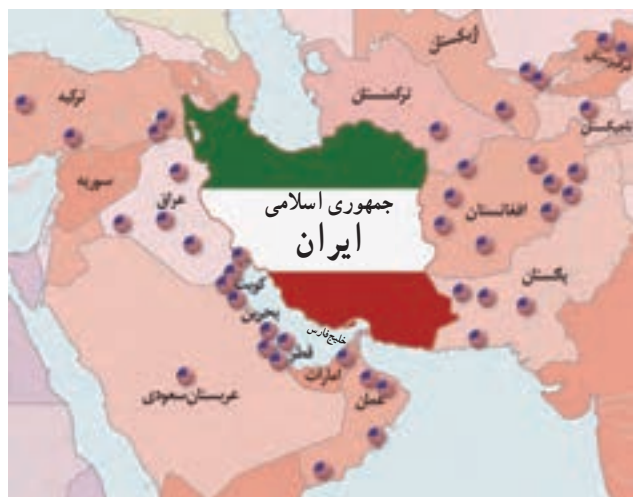 ازبکستان
ترکیه
ترکمنستان
سوریه
عراق
جمهوری اسلامی
ایران
افغانستان
کویت
پاکستان
بحرین
خلیج فارس
قطر
امارات
عربستان سعودی
عمان